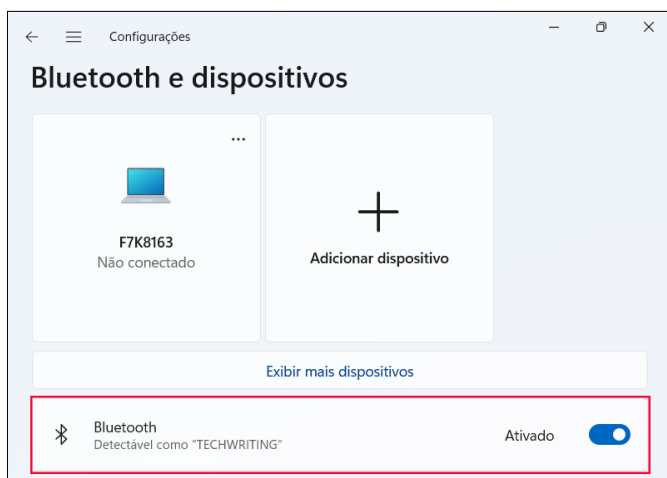 Configurações
Bluetooth e dispositivos
F7K8163
Não conectado
Adicionar dispositivo
Exibir mais dispositivos
Bluetooth
Detectável como "TECHWRITING"
Ativado